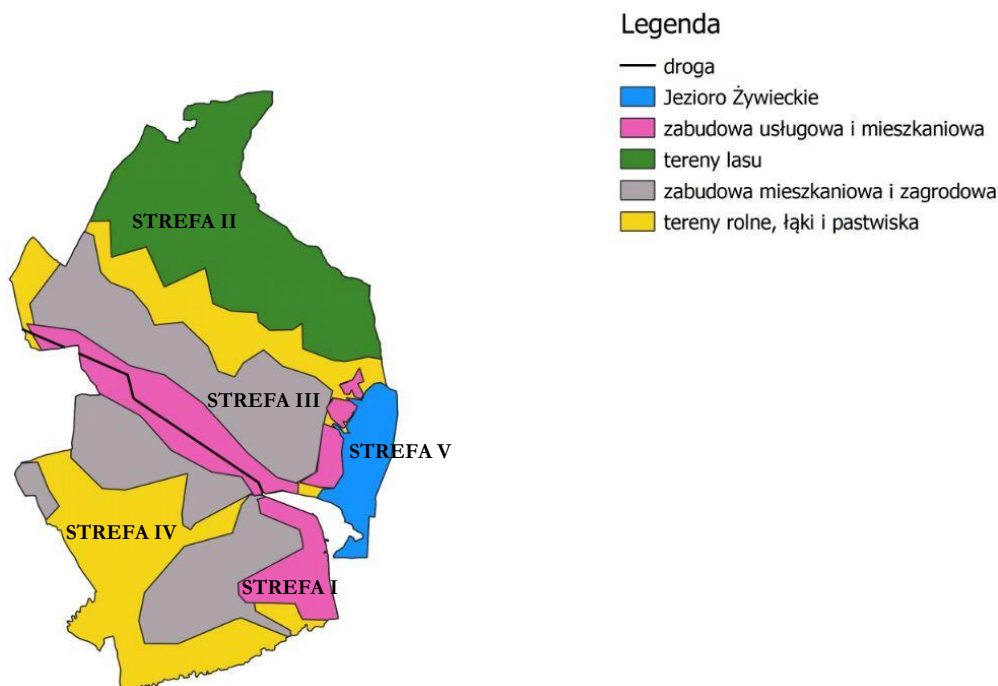 Legenda
droga
Jezioro Żywieckie
zabudowa usługowa i mieszkaniowa
tereny lasu
zabudowa mieszkaniowa i zagrodowa
tereny rolne, łąki i pastwiska
STREFA II
STREFA III
STREFA V
STREFA IV
STREFA I